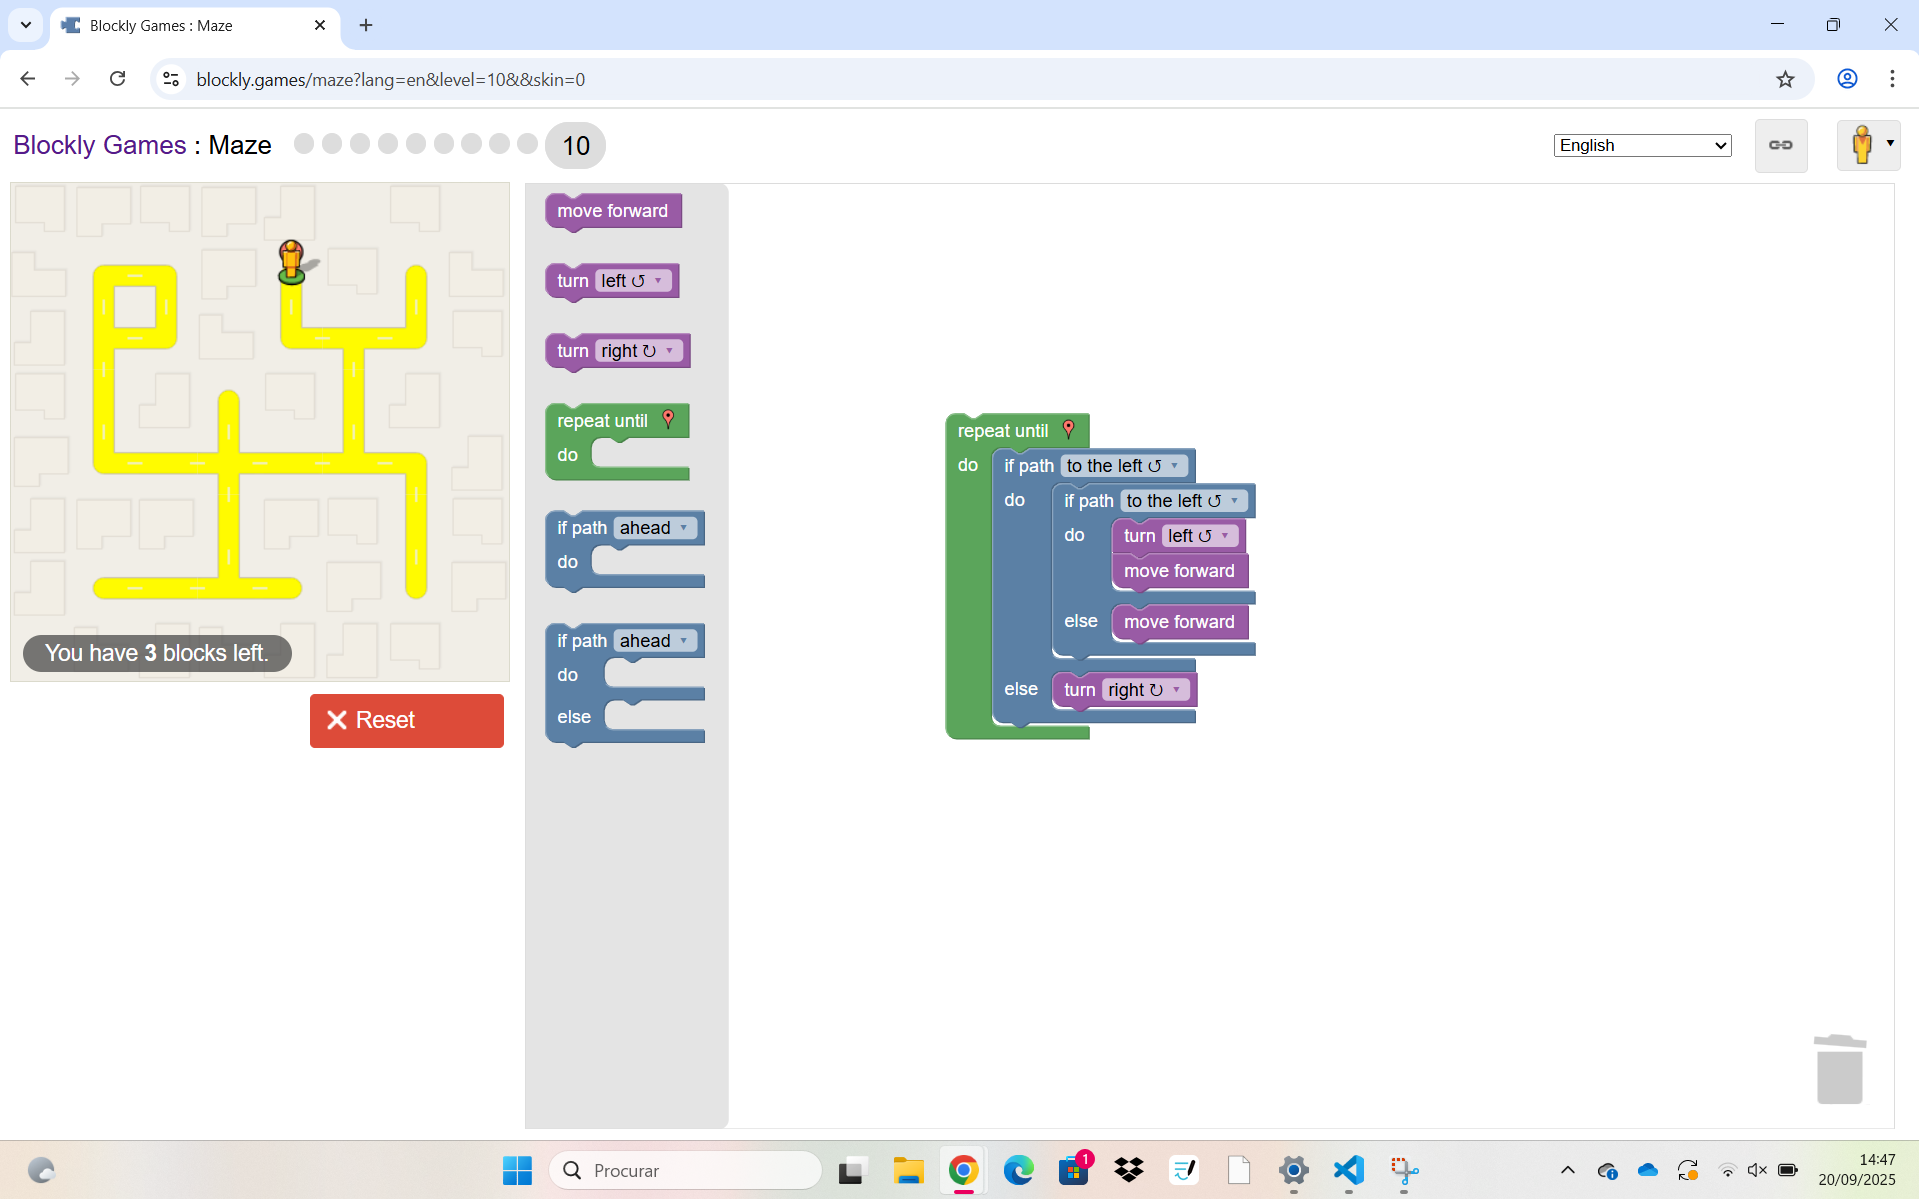 Blockly Games : Maze
blockly.games/maze?lang=en&level=10&&skin=0
Blockly Games : Maze
10
English
You have 3 blocks left.
Reset
move forward
turn left ↺
turn right ↻
repeat until
do
if path ahead
do
if path ahead
do
else
repeat until
do
if path to the left ↺
do
if path to the left ↺
do
turn left ↺
move forward
else
move forward
else
turn right ↻
Procurar
1
14:47
20/09/2025